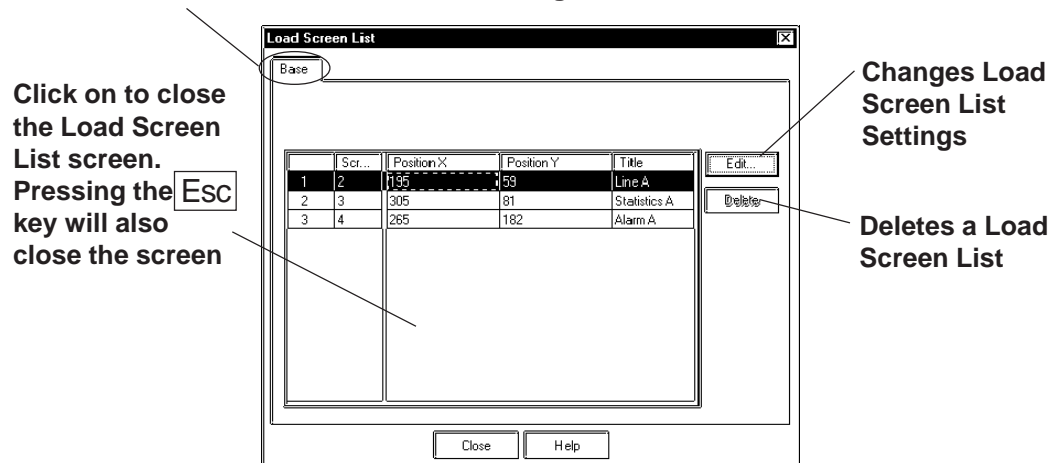 Load Screen List
Base
Click on to close
the Load Screen
List screen.
Pressing the Esc
key will also
close the screen
Changes Load
Screen List
Settings
Scr... Position X Position Y Title
1 2 195 59 Line A
2 3 305 81 Statistics A
3 4 265 182 Alarm A
Edit...
Delete
Deletes a Load
Screen List
Close Help